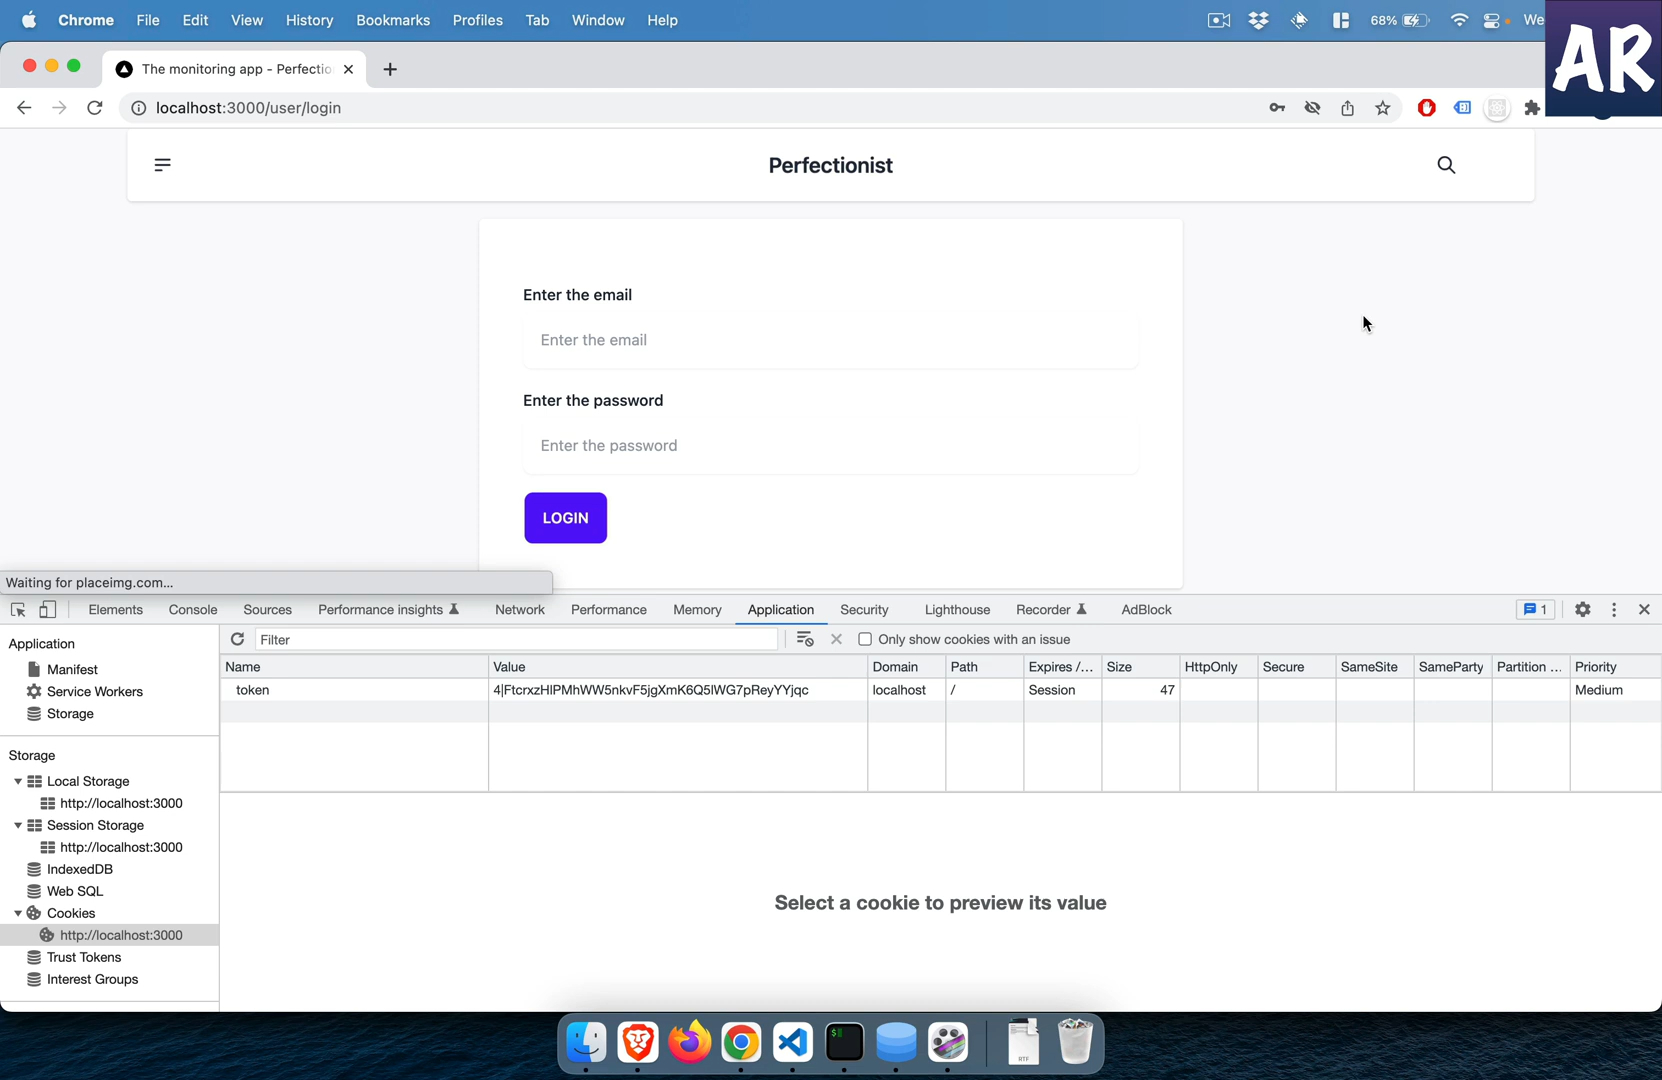 Chrome File Edit View History Bookmarks Profiles Tab Window Help 68% We
AR
The monitoring app - Perfectio
localhost:3000/user/login
Perfectionist
Enter the email
Enter the email
Enter the password
Enter the password
LOGIN
Waiting for placeimg.com...
Elements Console Sources Performance insights Network Performance Memory Application Security Lighthouse Recorder AdBlock 1
Application
Manifest
Service Workers
Storage
Storage
Local Storage
http://localhost:3000
Session Storage
http://localhost:3000
IndexedDB
Web SQL
Cookies
http://localhost:3000
Trust Tokens
Interest Groups
Filter Only show cookies with an issue
Name Value Domain Path Expires /... Size HttpOnly Secure SameSite SameParty Partition ... Priority
token 4|FtcrxzHlPMhWW5nkvF5jgXmK6Q5lWG7pReyYYjqc localhost / Session 47 Medium
Select a cookie to preview its value
$
RTF